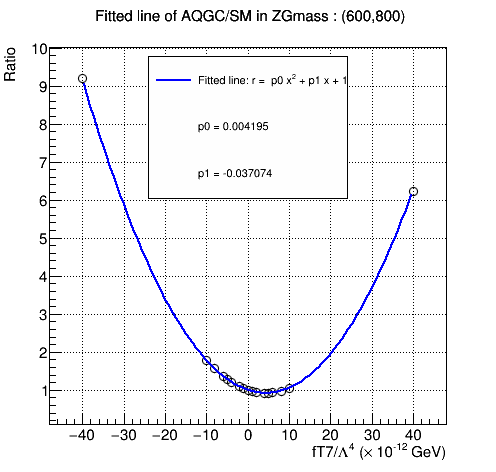 Fitted line of AQGC/SM in ZGmass : (600,800)
Ratio
10
9
8
7
6
5
4
3
2
1
Fitted line: r = p0 x² + p1 x + 1
p0 = 0.004195
p1 = -0.037074
−40 −30 −20 −10 0 10 20 30 40
fT7/Λ⁴ (× 10⁻¹² GeV)